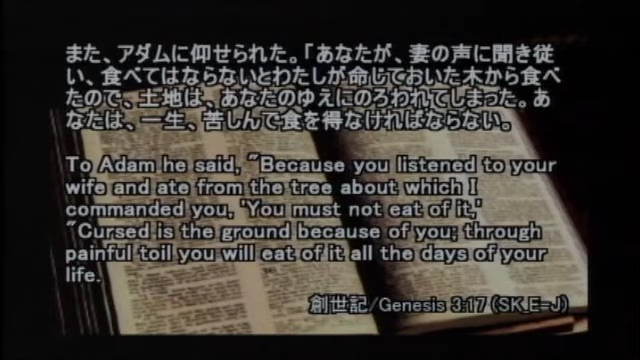 また、アダムに仰せられた。「あなたが、妻の声に聞き従
い、食べてはならないとわたしが命じておいた木から食べ
たので、土地は、あなたのゆえにのろわれてしまった。あ
なたは、一生、苦しんで食を得なければならない。
To Adam he said, "Because you listened to your
wife and ate from the tree about which I
commanded you, 'You must not eat of it,'
"Cursed is the ground because of you; through
painful toil you will eat of it all the days of your
life.
創世記/Genesis 3:17 (SK_E=J)